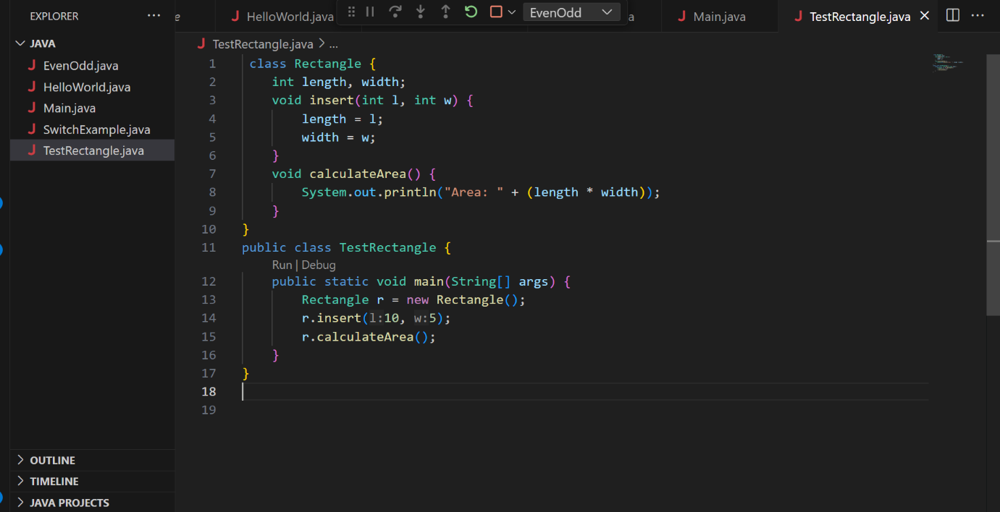 EXPLORER
JAVA
EvenOdd.java
HelloWorld.java
Main.java
SwitchExample.java
TestRectangle.java
OUTLINE
TIMELINE
JAVA PROJECTS
e HelloWorld.java EvenOdd a Main.java TestRectangle.java
TestRectangle.java > ...
1 class Rectangle {
2 int length, width;
3 void insert(int l, int w) {
4 length = l;
5 width = w;
6 }
7 void calculateArea() {
8 System.out.println("Area: " + (length * width));
9 }
10 }
11 public class TestRectangle {
Run | Debug
12 public static void main(String[] args) {
13 Rectangle r = new Rectangle();
14 r.insert(l:10, w:5);
15 r.calculateArea();
16 }
17 }
18
19